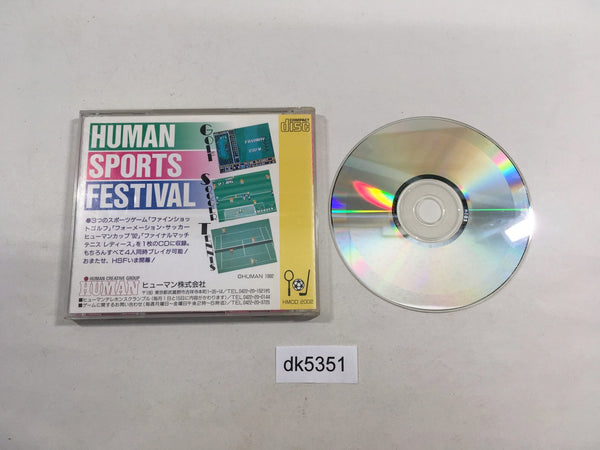 HUMAN
SPORTS
FESTIVAL
GOLF
SOCCER
TENNIS
COMPACT
disc
●3つのスポーツゲーム「ファインショッ
トゴルフ」「フォーメーション・サッカー
ヒューマンカップ'92」「ファイナルマッチ
テニス レディース」を1枚のCDに収録。
もちろんすべて4人同時プレイが可能!
おまたせ、HSFいま開幕!
©HUMAN 1992
HUMAN CREATIVE GROUP
HUMAN
ヒューマン株式会社
HMCD 2002
dk5351